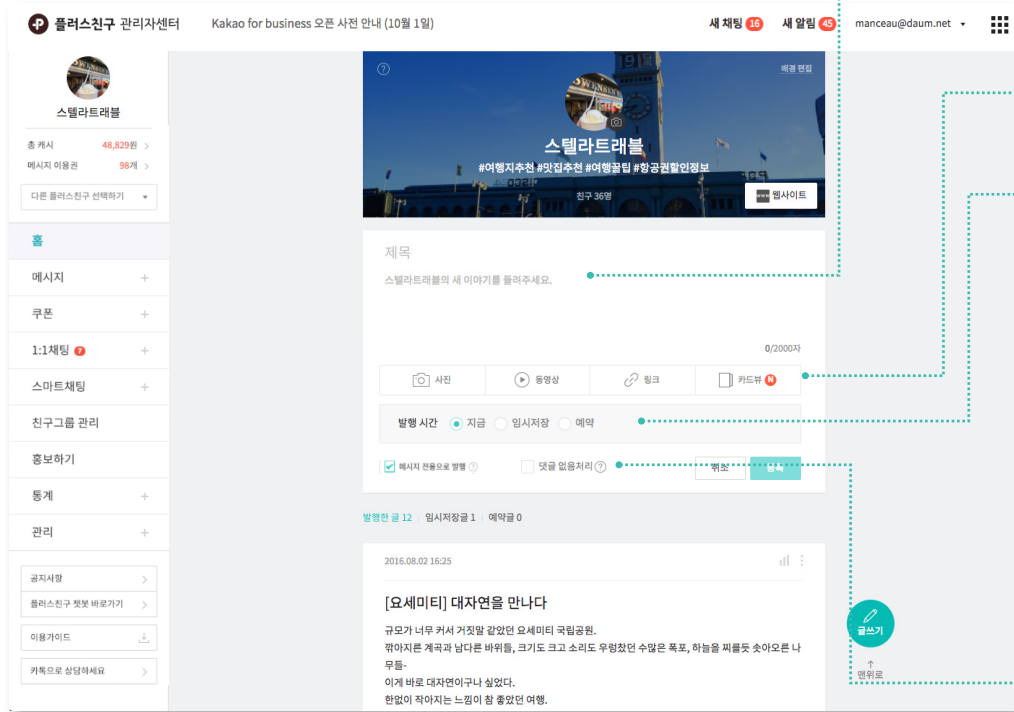 플러스친구 관리자센터
Kakao for business 오픈 사전 안내 (10월 1일)
새 채팅 16
새 알림 45
manceau@daum.net
스텔라트래블
총 캐시 48,829원
메시지 이용권 98개
다른 플러스친구 선택하기
홈
메시지
쿠폰
1:1채팅 7
스마트채팅
친구그룹 관리
홍보하기
통계
관리
공지사항
플러스친구 챗봇 바로가기
이용가이드
카톡으로 상담하세요
배경 편집
스텔라트래블
#여행지추천 #맛집추천 #여행꿀팁 #항공권할인정보
친구 36명
웹사이트
제목
스텔라트래블의 새 이야기를 들려주세요.
0/2000자
사진
동영상
링크
카드뷰 N
발행 시간 지금 임시저장 예약
메시지 전용으로 발행 ?
댓글 없음처리 ?
취소
등록
발행한 글 12 임시저장글 1 예약글 0
2016.08.02 16:25
[요세미티] 대자연을 만나다
규모가 너무 커서 거짓말 같았던 요세미티 국립공원.
깎아지른 계곡과 남다른 바위들, 크기도 크고 소리도 우렁찼던 수많은 폭포, 하늘을 찌를듯 솟아오른 나
무들-
이게 바로 대자연이구나 싶었다.
한없이 작아지는 느낌이 참 좋았던 여행.
글쓰기
맨위로